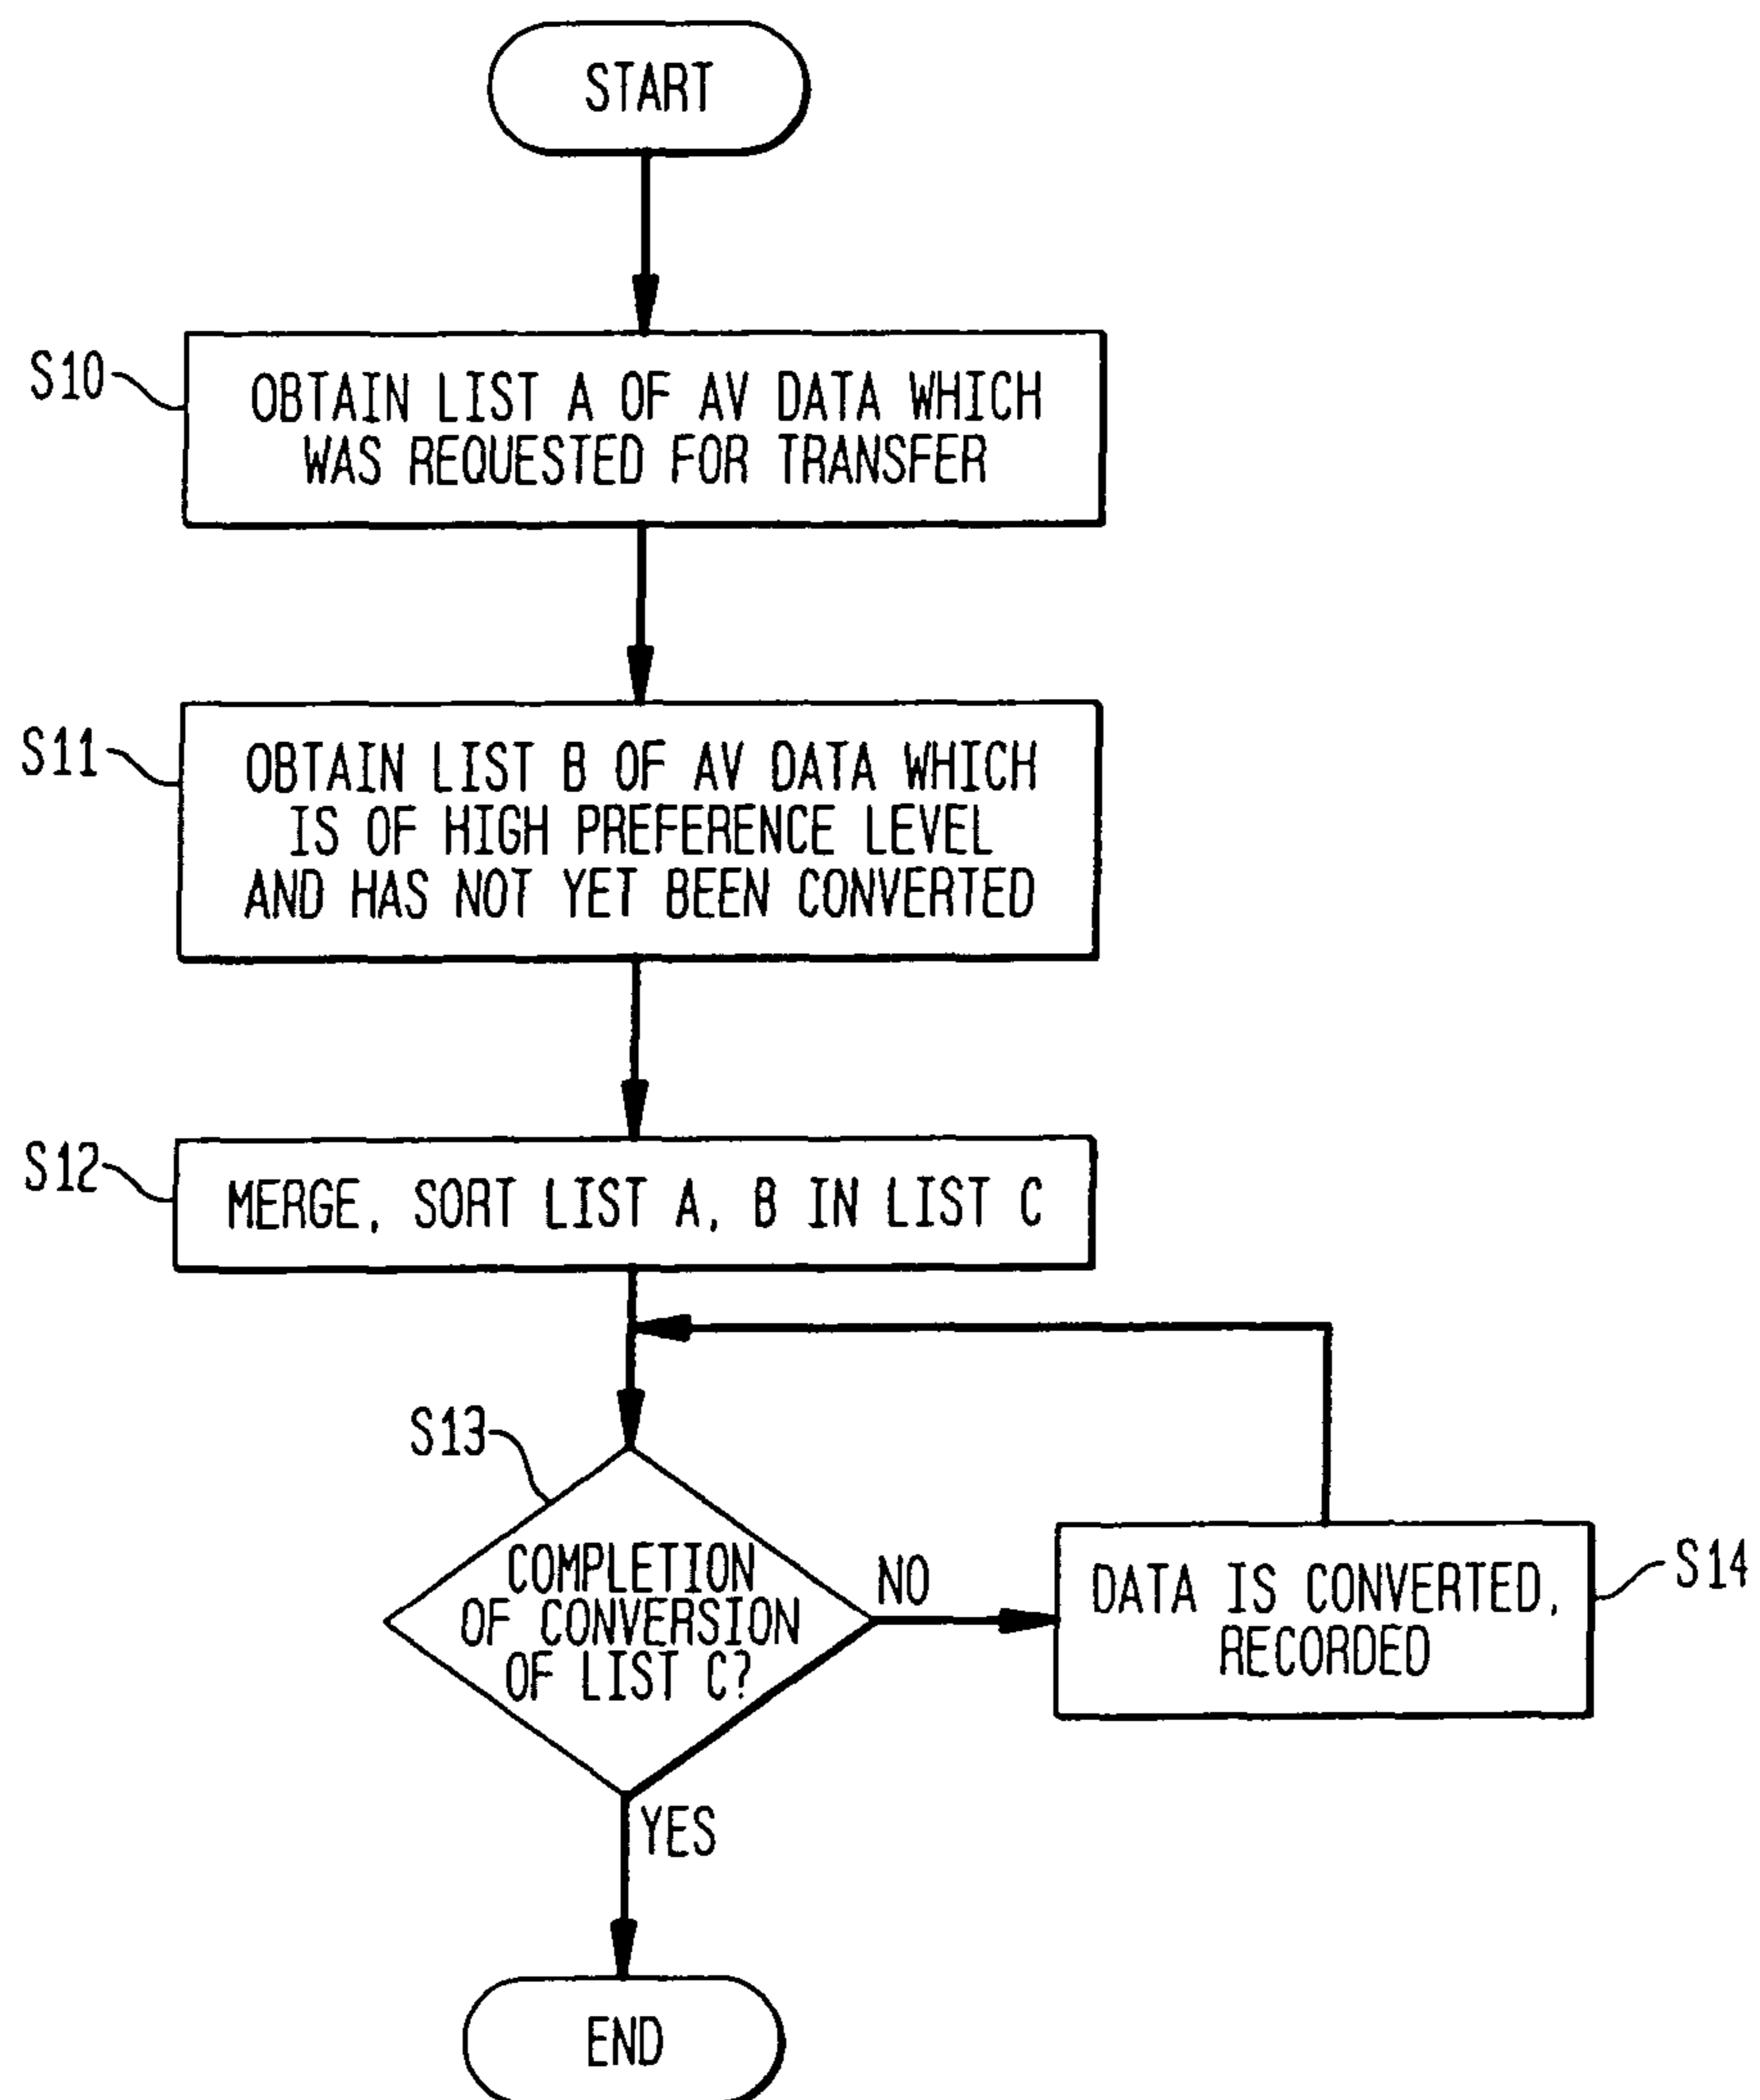 START
S10
OBTAIN LIST A OF AV DATA WHICH
WAS REQUESTED FOR TRANSFER
S11
OBTAIN LIST B OF AV DATA WHICH
IS OF HIGH PREFERENCE LEVEL
AND HAS NOT YET BEEN CONVERTED
S12
MERGE, SORT LIST A, B IN LIST C
S13
COMPLETION
OF CONVERSION
OF LIST C?
NO
DATA IS CONVERTED,
RECORDED
S14
YES
END